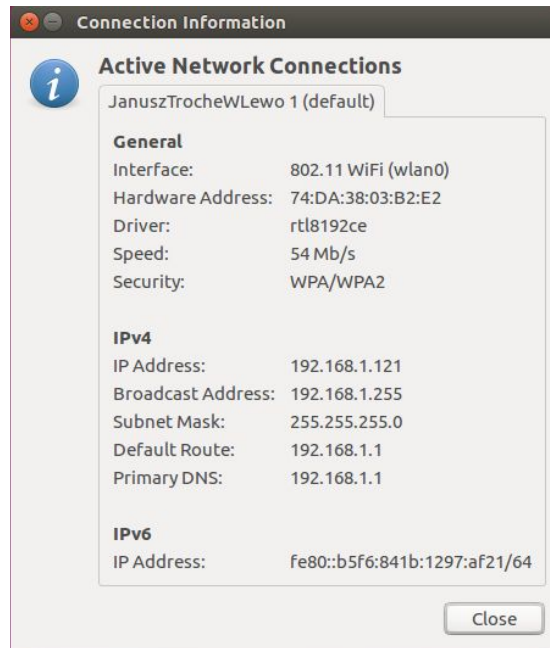 Connection Information
Active Network Connections
JanuszTrocheWLewo 1 (default)
General
Interface: 802.11 WiFi (wlan0)
Hardware Address: 74:DA:38:03:B2:E2
Driver: rtl8192ce
Speed: 54 Mb/s
Security: WPA/WPA2
IPv4
IP Address: 192.168.1.121
Broadcast Address: 192.168.1.255
Subnet Mask: 255.255.255.0
Default Route: 192.168.1.1
Primary DNS: 192.168.1.1
IPv6
IP Address: fe80::b5f6:841b:1297:af21/64
Close